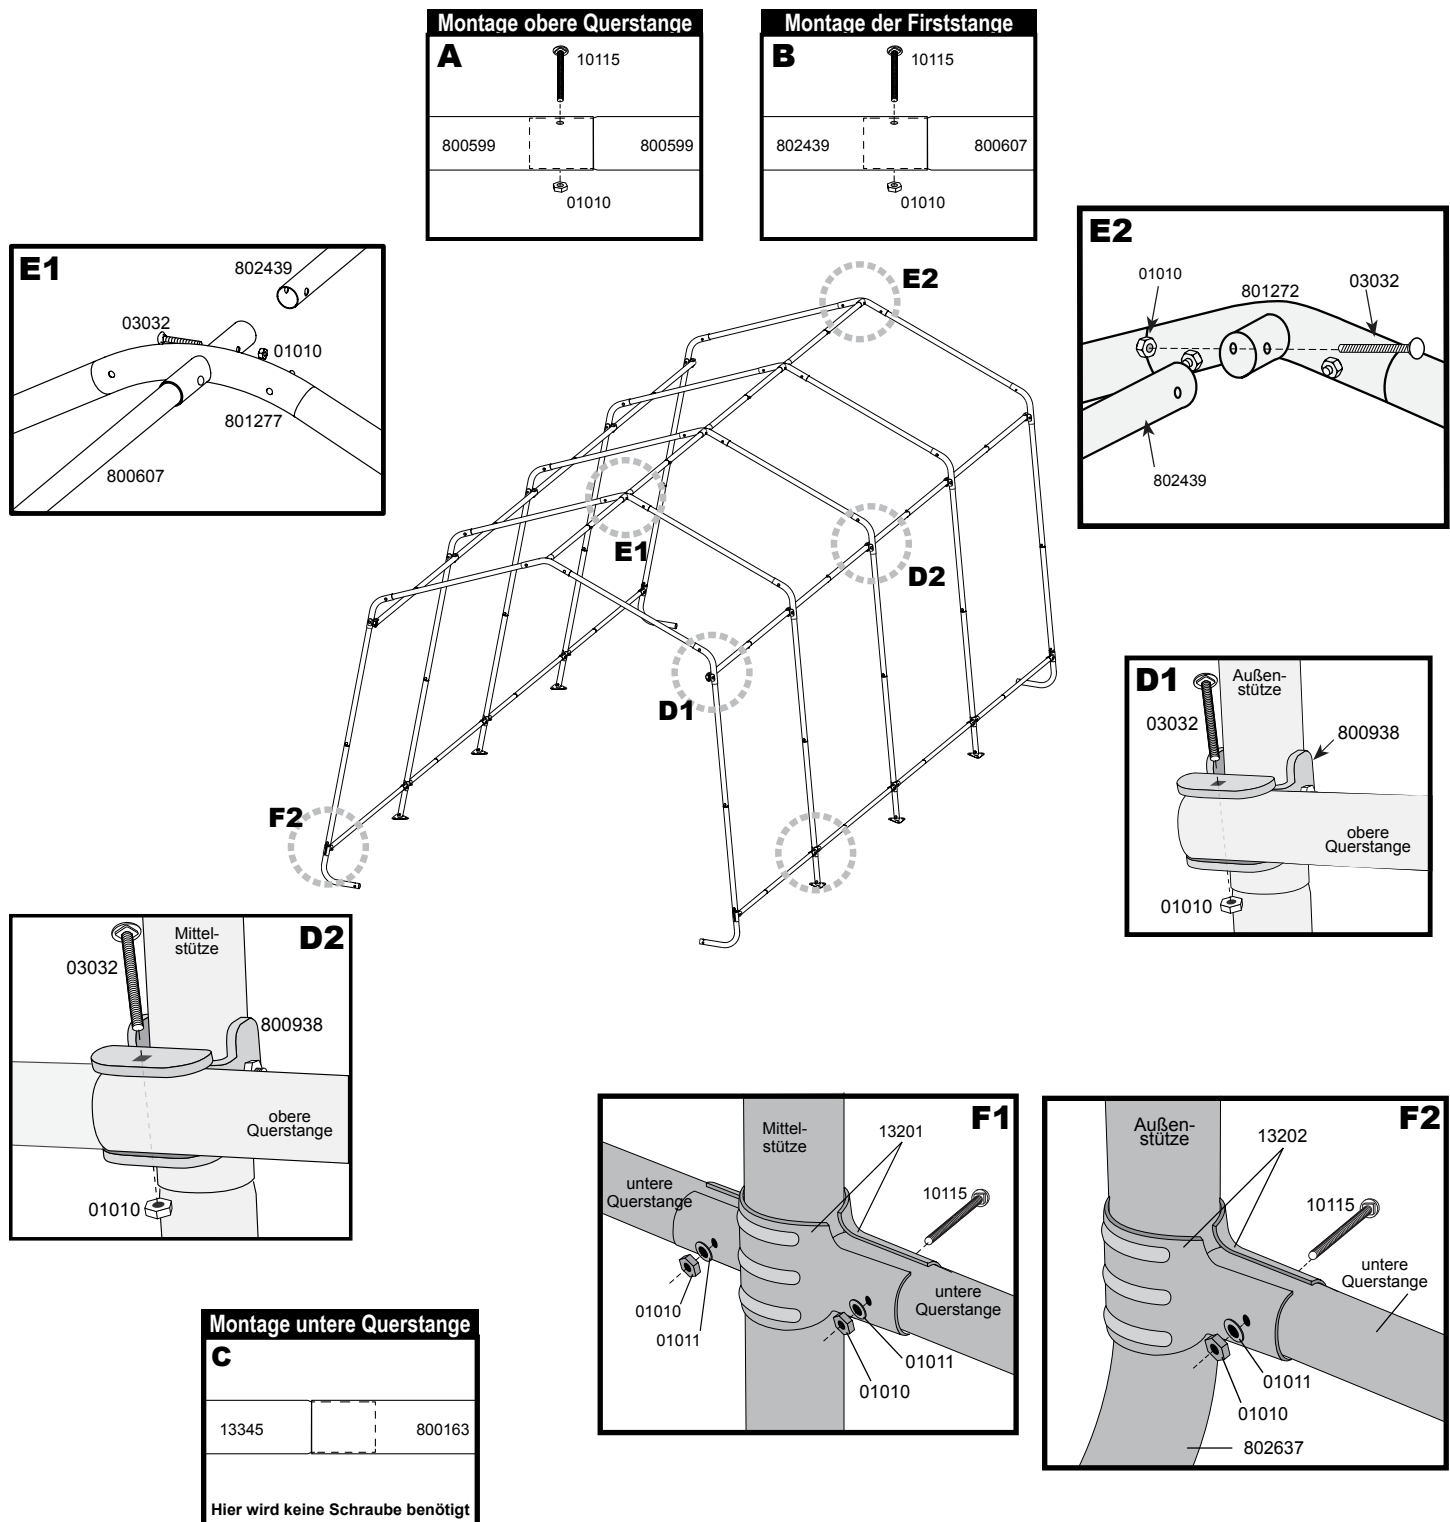 Montage obere Querstange
A
10115
800599
800599
01010
Montage der Firststange
B
10115
802439
800607
01010
E1
802439
03032
01010
801277
800607
E2
01010
801272
03032
802439
E2
E1
D2
D1
F2
D1
Außen-
stütze
03032
800938
obere
Querstange
01010
D2
Mittel-
stütze
03032
800938
obere
Querstange
01010
F1
Mittel-
stütze
13201
untere
Querstange
10115
01010
01011
untere
Querstange
01011
01010
F2
Außen-
stütze
13202
10115
untere
Querstange
01011
01010
802637
Montage untere Querstange
C
13345
800163
Hier wird keine Schraube benötigt